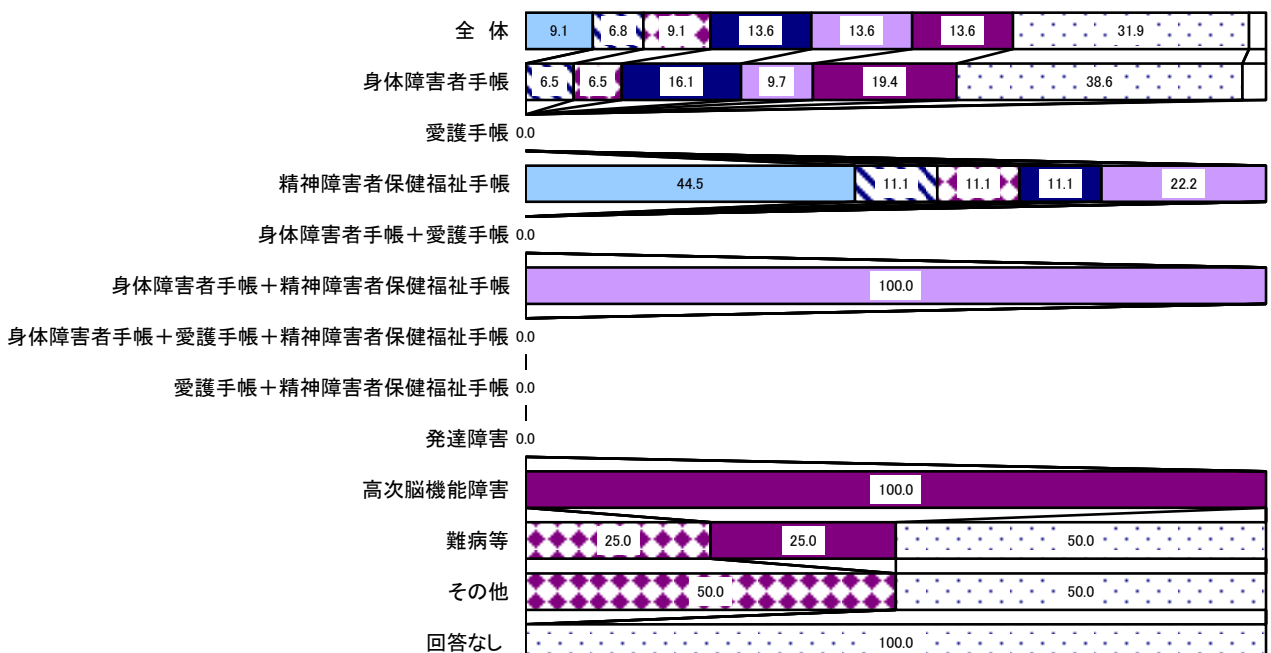 全 体 9.1 6.8 9.1 13.6 13.6 13.6 31.9
身体障害者手帳 6.5 6.5 16.1 9.7 19.4 38.6
愛護手帳 0.0
精神障害者保健福祉手帳 44.5 11.1 11.1 11.1 22.2
身体障害者手帳＋愛護手帳 0.0
身体障害者手帳＋精神障害者保健福祉手帳 100.0
身体障害者手帳＋愛護手帳＋精神障害者保健福祉手帳 0.0
愛護手帳＋精神障害者保健福祉手帳 0.0
発達障害 0.0
高次脳機能障害 100.0
難病等 25.0 25.0 50.0
その他 50.0 50.0
回答なし 100.0